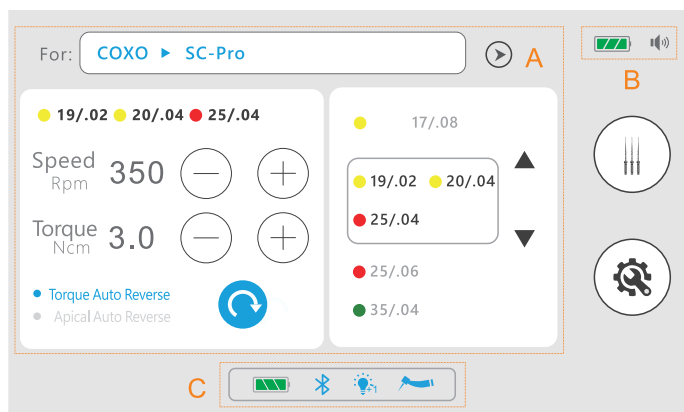 For: COXO ▶ SC-Pro
A
B
19/.02 20/.04 25/.04
Speed
Rpm
350
Torque
Ncm
3.0
Torque Auto Reverse
Apical Auto Reverse
17/.08
19/.02 20/.04
25/.04
25/.06
35/.04
C
+1